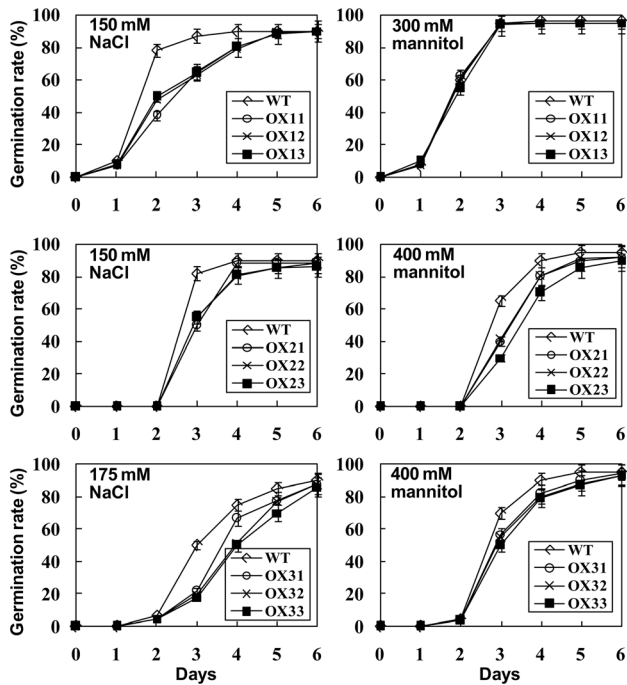 Germination rate (%)
100
80
60
40
20
0
150 mM
NaCl
WT
OX11
OX12
OX13
0 1 2 3 4 5 6
100
80
60
40
20
0
300 mM
mannitol
WT
OX11
OX12
OX13
0 1 2 3 4 5 6
Germination rate (%)
100
80
60
40
20
0
150 mM
NaCl
WT
OX21
OX22
OX23
0 1 2 3 4 5 6
100
80
60
40
20
0
400 mM
mannitol
WT
OX21
OX22
OX23
0 1 2 3 4 5 6
Germination rate (%)
100
80
60
40
20
0
175 mM
NaCl
WT
OX31
OX32
OX33
0 1 2 3 4 5 6
Days
100
80
60
40
20
0
400 mM
mannitol
WT
OX31
OX32
OX33
0 1 2 3 4 5 6
Days